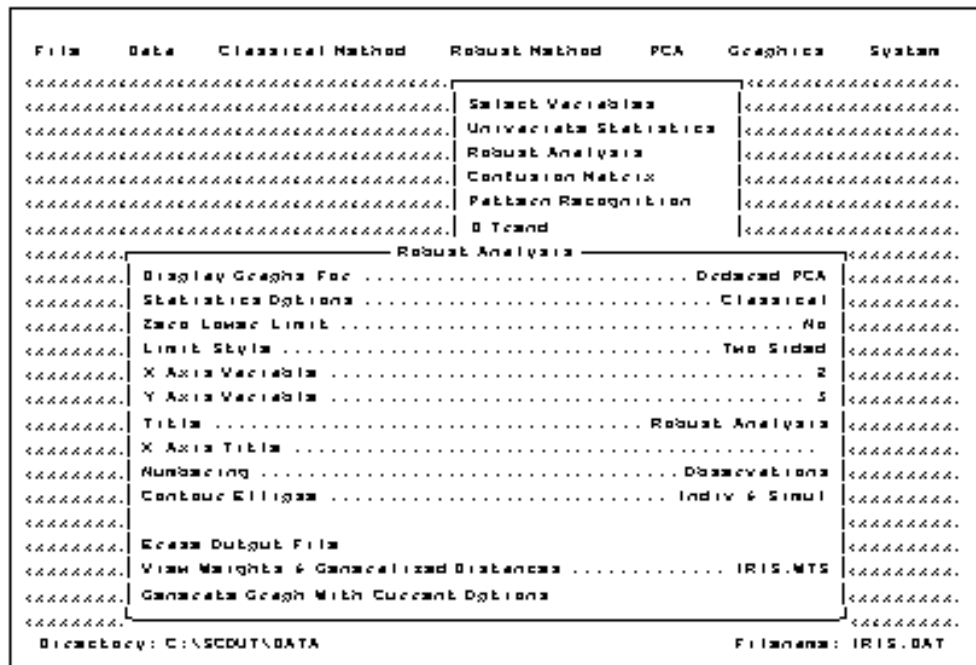 File Data Classical Method Robust Method PCA Graphics System
Select Variables
Univariate Statistics
Robust Analysis
Confusion Matrix
Pattern Recognition
D Trend
Robust Analysis
Display Graphs For ........................ Ordered PCA
Statistics Options .......................... Classical
Zero Lower Limit ................................... No
Limit Style ................................. Two Sided
X Axis Variable ..................................... 2
Y Axis Variable ..................................... 3
Title ................................. Robust Analysis
X Axis Title .....................................
Numbering ................................ Observations
Contour Ellipse ......................... Indiv & Simul
Erase Output File
View Weights & Generalized Distances ............ IRIS.WTS
Generate Graph With Current Options
Directory: C:\SCOUT\DATA Filename: IRIS.DAT